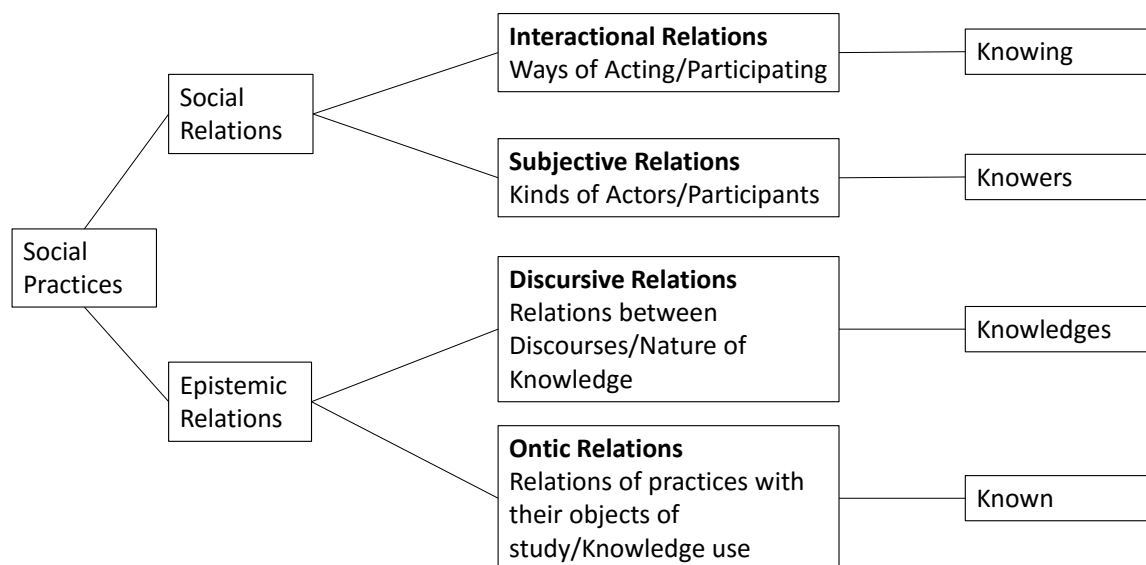 Interactional Relations
Ways of Acting/Participating
Knowing
Social
Relations
Subjective Relations
Kinds of Actors/Participants
Knowers
Social
Practices
Discursive Relations
Relations between
Discourses/Nature of
Knowledge
Knowledges
Epistemic
Relations
Ontic Relations
Relations of practices with
their objects of
study/Knowledge use
Known